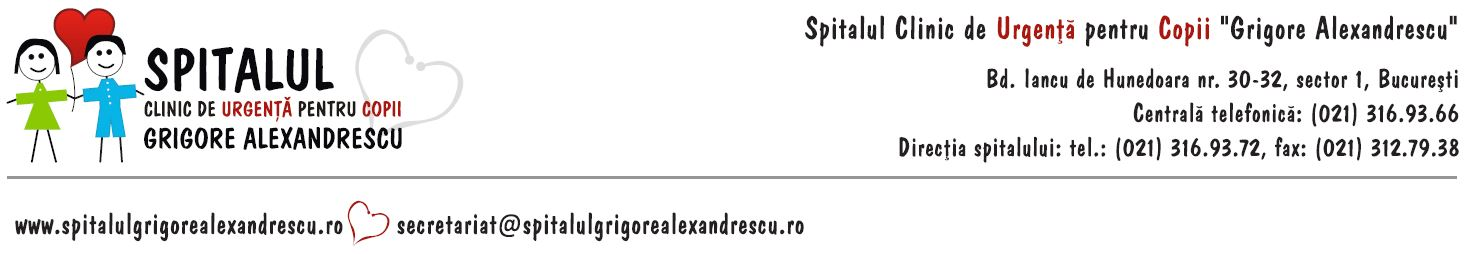 SPITALUL
CLINIC DE URGENȚĂ PENTRU COPII
GRIGORE ALEXANDRESCU
Spitalul Clinic de Urgenţă pentru Copii "Grigore Alexandrescu"
Bd. Iancu de Hunedoara nr. 30-32, sector 1, Bucureşti
Centrală telefonică: (021) 316.93.66
Direcţia spitalului: tel.: (021) 316.93.72, fax: (021) 312.79.38
www.spitalulgrigorealexandrescu.ro secretariat@spitalulgrigorealexandrescu.ro